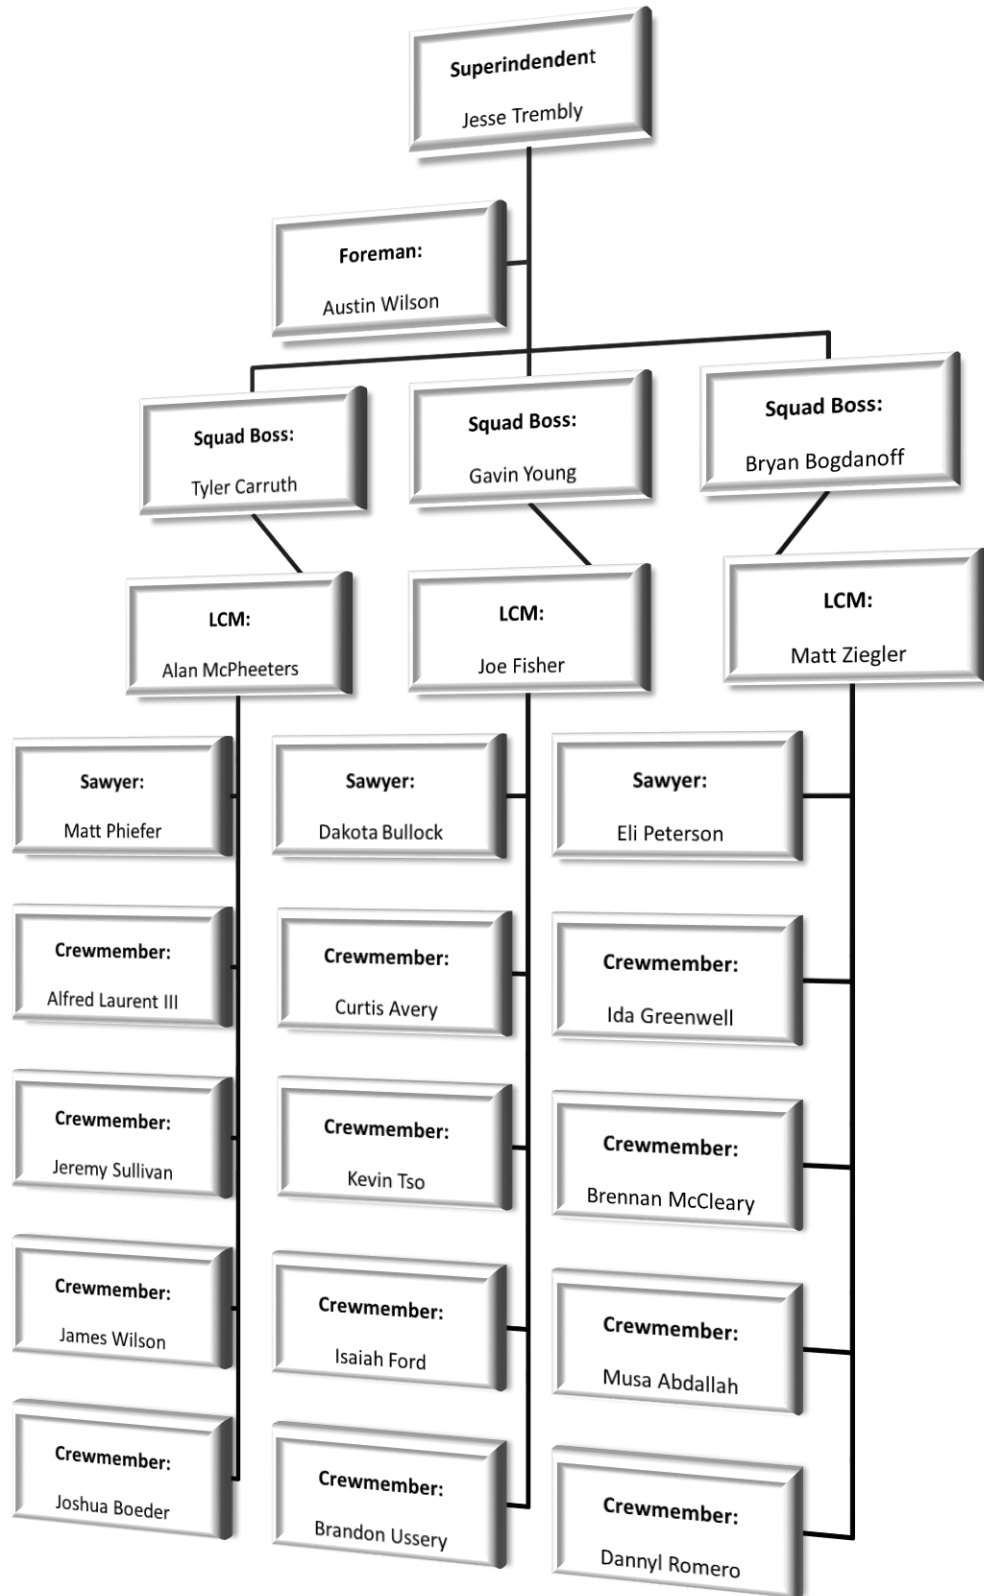 Superindendent
Jesse Trembly
Foreman:
Austin Wilson
Squad Boss:
Tyler Carruth
Squad Boss:
Gavin Young
Squad Boss:
Bryan Bogdanoff
LCM:
Alan McPheeters
LCM:
Joe Fisher
LCM:
Matt Ziegler
Sawyer:
Matt Phiefer
Sawyer:
Dakota Bullock
Sawyer:
Eli Peterson
Crewmember:
Alfred Laurent III
Crewmember:
Curtis Avery
Crewmember:
Ida Greenwell
Crewmember:
Jeremy Sullivan
Crewmember:
Kevin Tso
Crewmember:
Brennan McCleary
Crewmember:
James Wilson
Crewmember:
Isaiah Ford
Crewmember:
Musa Abdallah
Crewmember:
Joshua Boeder
Crewmember:
Brandon Ussery
Crewmember:
Dannyl Romero